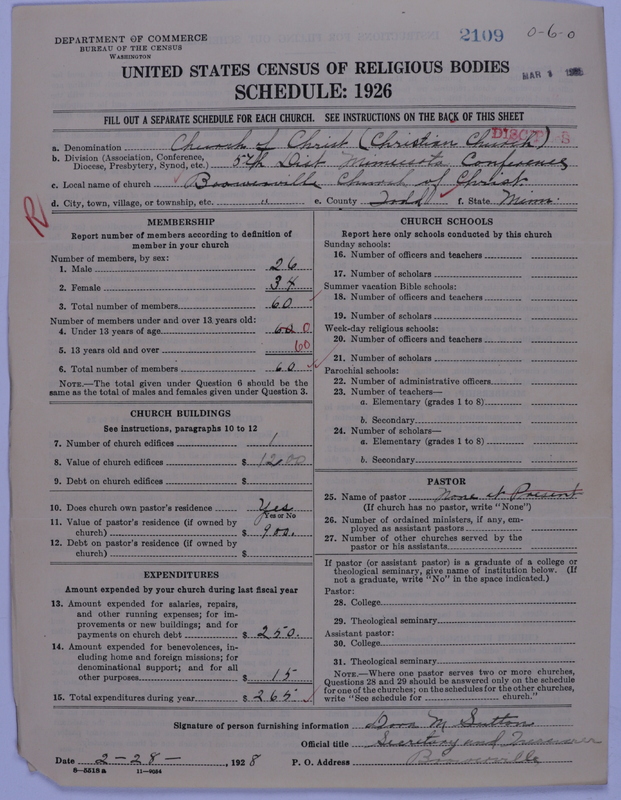 DEPARTMENT OF COMMERCE
BUREAU OF THE CENSUS
WASHINGTON
2109 0-6-0
MAR 1
UNITED STATES CENSUS OF RELIGIOUS BODIES
SCHEDULE: 1926
FILL OUT A SEPARATE SCHEDULE FOR EACH CHURCH. SEE INSTRUCTIONS ON THE BACK OF THIS SHEET
a. Denomination Church of Christ (Christian Church)
b. Division (Association, Conference, Diocese, Presbytery, Synod, etc.) 57th Dist Minnesota Conference
c. Local name of church Browerville Church of Christ
d. City, town, village, or township, etc. " e. County Todd f. State Minn.
R
MEMBERSHIP
Report number of members according to definition of
member in your church
Number of members, by sex:
1. Male 26
2. Female 34
3. Total number of members 60
Number of members under and over 13 years old:
4. Under 13 years of age 60 0
5. 13 years old and over 60
6. Total number of members 60
NOTE.—The total given under Question 6 should be the
same as the total of males and females given under Question 3.
CHURCH BUILDINGS
See instructions, paragraphs 10 to 12
7. Number of church edifices 1
8. Value of church edifices $ 1200
9. Debt on church edifices $
10. Does church own pastor's residence Yes
Yes or No
11. Value of pastor's residence (if owned by
church) $ 900.
12. Debt on pastor's residence (if owned by
church) $
EXPENDITURES
Amount expended by your church during last fiscal year
13. Amount expended for salaries, repairs,
and other running expenses; for im-
provements or new buildings; and for
payments on church debt $ 250.
14. Amount expended for benevolences, in-
cluding home and foreign missions; for
denominational support; and for all
other purposes $ 15
15. Total expenditures during year $ 265
CHURCH SCHOOLS
Report here only schools conducted by this church
Sunday schools:
16. Number of officers and teachers
17. Number of scholars
Summer vacation Bible schools:
18. Number of officers and teachers
19. Number of scholars
Week-day religious schools:
20. Number of officers and teachers
21. Number of scholars
Parochial schools:
22. Number of administrative officers
23. Number of teachers—
a. Elementary (grades 1 to 8)
b. Secondary
24. Number of scholars—
a. Elementary (grades 1 to 8)
b. Secondary
PASTOR
25. Name of pastor None at Present
(If church has no pastor, write "None")
26. Number of ordained ministers, if any, em-
ployed as assistant pastors
27. Number of other churches served by the
pastor or his assistants
If pastor (or assistant pastor) is a graduate of a college or
theological seminary, give name of institution below. (If
not a graduate, write "No" in the space indicated.)
Pastor:
28. College
29. Theological seminary
Assistant pastor:
30. College
31. Theological seminary
NOTE.—Where one pastor serves two or more churches,
Questions 28 and 29 should be answered only on the schedule
for one of the churches; on the schedules for the other churches,
write "See schedule for church."
Signature of person furnishing information Dora M Sutton
Official title Secretary and Treasurer
Date 2-28-, 1928 P. O. Address Browerville
8-5518a 11-9034